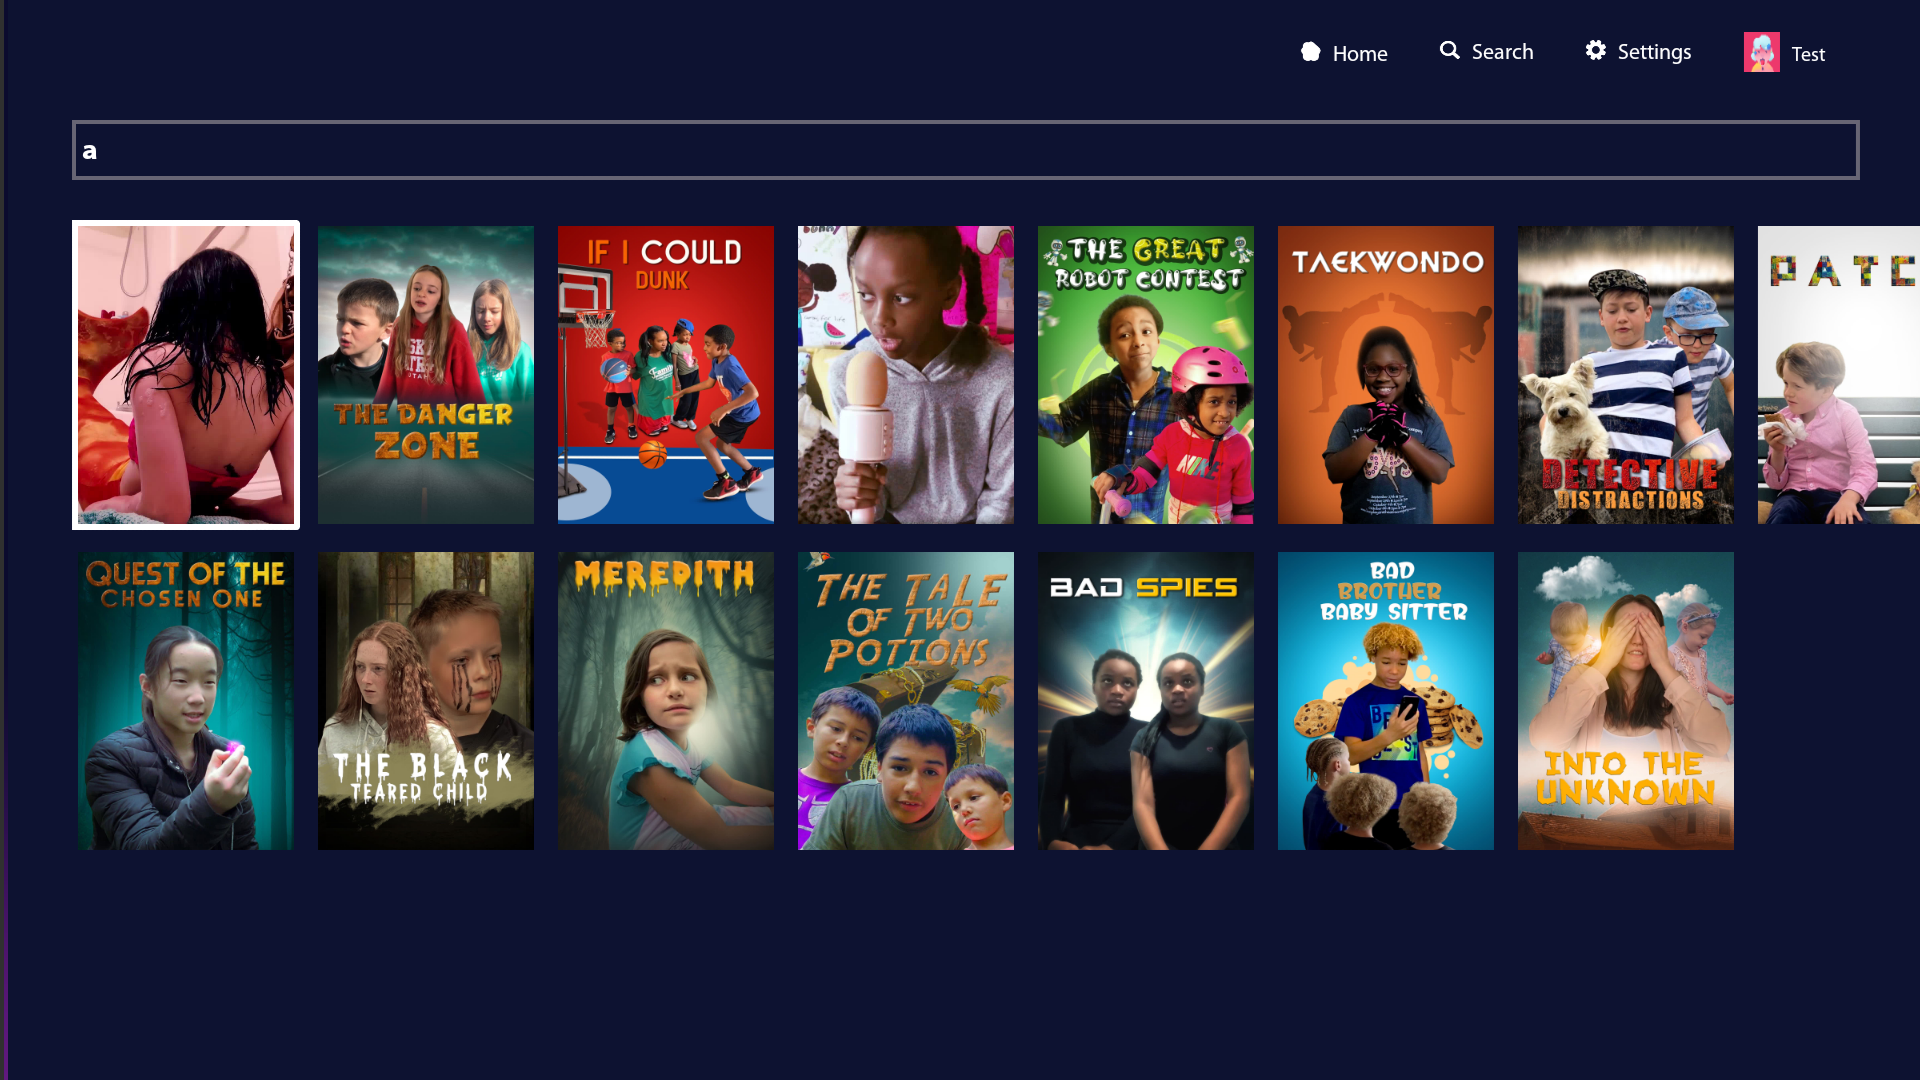 Home
Search
Settings
Test
a
THE DANGER
ZONE
IF I COULD
DUNK
THE GREAT
ROBOT CONTEST
TAEKWONDO
DETECTIVE
DISTRACTIONS
PATC
QUEST OF THE
CHOSEN ONE
THE BLACK
TEARED CHILD
MEREDITH
THE TALE
OF TWO
POTIONS
BAD SPIES
BAD
BROTHER
BABY SITTER
INTO THE
UNKNOWN